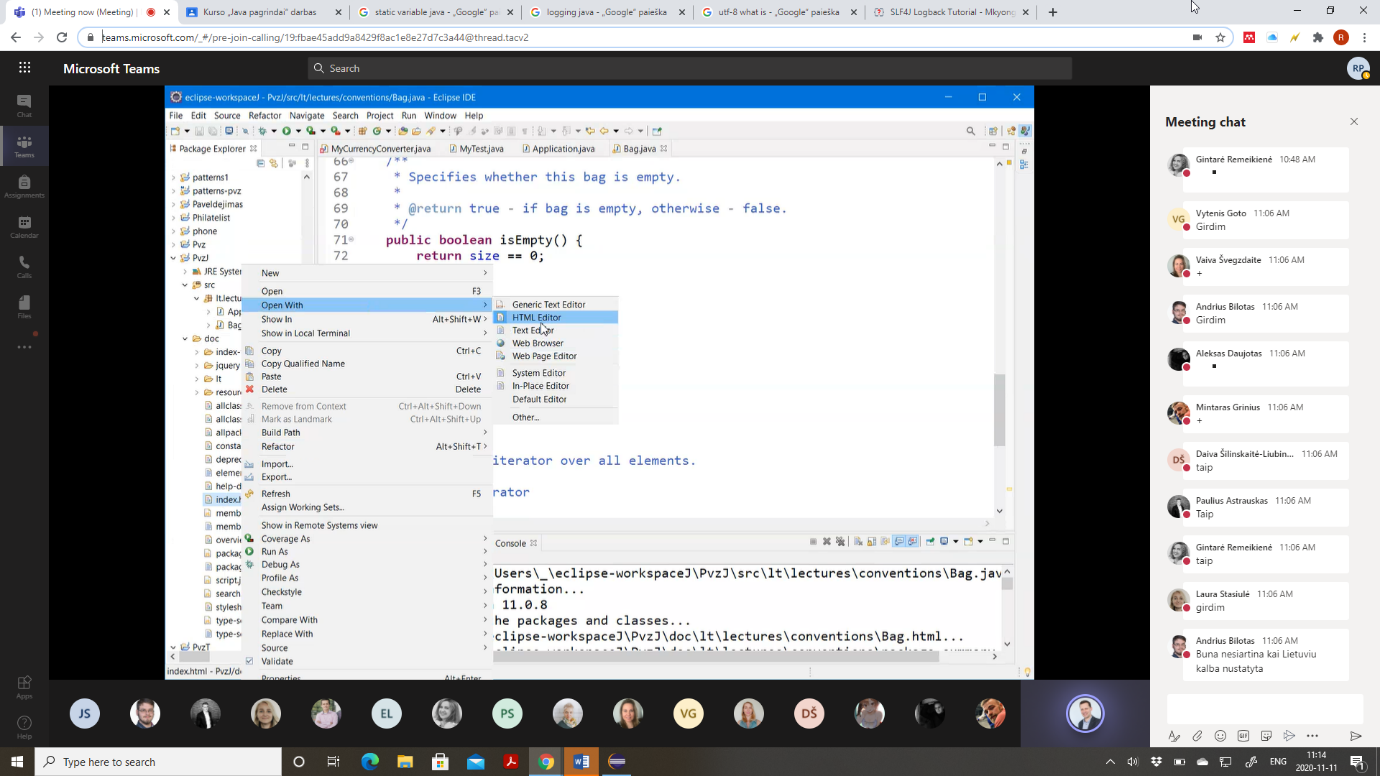 Meeting now (Meeting) |
Kurso „Java pagrindai" darbas
static variable java - „Google" pa
logging java - „Google" paieška
utf-8 what is - „Google" paieška
SLF4J Logback Tutorial - Mkyong
teams.microsoft.com/_#/pre-join-calling/19:fbae45add9a8429f8ac1e8e27d7c3a44@thread.tacv2
R
Microsoft Teams
Search
RP
Chat
Teams
Assignments
Calendar
Calls
Files
Apps
Help
eclipse-workspaceJ - PvzJ/src/lt/lectures/conventions/Bag.java - Eclipse IDE
File Edit Source Refactor Navigate Search Project Run Window Help
Package Explorer
MyCurrencyConverter.java
MyTest.java
Application.java
Bag.java
patterns1
patterns-pvz
Paveldejimas
Philatelist
phone
Pvz
PvzJ
JRE System
src
lt.lectu
App
Bag
doc
index-
jquery
lt
resour
allclass
allclass
allpack
consta
deprec
elemen
help-d
index.h
membe
membe
overvie
packag
packag
script.j
search.
stylesh
type-se
type-se
PvzT
index.html - PvzJ/d
66 /**
67 * Specifies whether this bag is empty.
68 *
69 * @return true - if bag is empty, otherwise - false.
70 */
71 public boolean isEmpty() {
72 return size == 0;
iterator over all elements.
rator
New
Open F3
Open With
Show In Alt+Shift+W
Show in Local Terminal
Copy Ctrl+C
Copy Qualified Name
Paste Ctrl+V
Delete Delete
Remove from Context Ctrl+Alt+Shift+Down
Mark as Landmark Ctrl+Alt+Shift+Up
Build Path
Refactor Alt+Shift+T
Import...
Export...
Refresh F5
Assign Working Sets...
Show in Remote Systems view
Coverage As
Run As
Debug As
Profile As
Checkstyle
Team
Compare With
Replace With
Source
Validate
Properties Alt+Enter
Generic Text Editor
HTML Editor
Text Editor
Web Browser
Web Page Editor
System Editor
In-Place Editor
Default Editor
Other...
Console
Users\_\eclipse-workspaceJ\PvzJ\src\lt\lectures\conventions\Bag.jav
formation...
11.0.8
he packages and classes...
clipse-workspaceJ\PvzJ\doc\lt\lectures\conventions\Bag.html...
Meeting chat
Gintarė Remeikienė 10:48 AM
VG
Vytenis Goto 11:06 AM
Girdim
Vaiva Švegzdaite 11:06 AM
+
Andrius Bilotas 11:06 AM
Girdim
Aleksas Daujotas 11:06 AM
Mintaras Grinius 11:06 AM
+
DŠ
Daiva Šilinskaitė-Liubin... 11:06 AM
taip
Paulius Astrauskas 11:06 AM
Taip
Gintarė Remeikienė 11:06 AM
taip
Laura Stasiulė 11:06 AM
girdim
Andrius Bilotas 11:06 AM
Buna nesiartina kai Lietuviu
kalba nustatyta
JS
EL
PS
VG
DŠ
Type here to search
ENG
11:14
2020-11-11
1